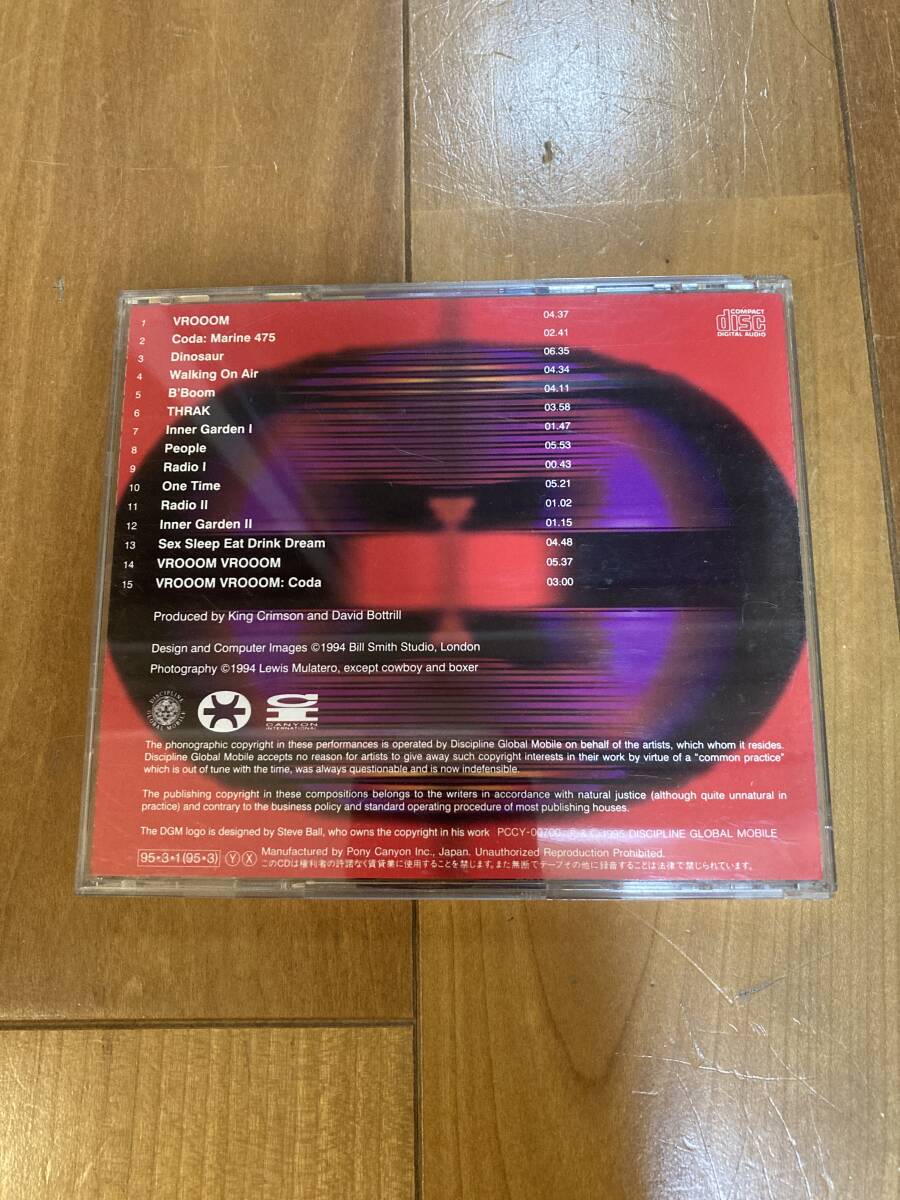 COMPACT
disc
DIGITAL AUDIO
1 VROOOM 04.37
2 Coda: Marine 475 02.41
3 Dinosaur 06.35
4 Walking On Air 04.34
5 B'Boom 04.11
6 THRAK 03.58
7 Inner Garden I 01.47
8 People 05.53
9 Radio I 00.43
10 One Time 05.21
11 Radio II 01.02
12 Inner Garden II 01.15
13 Sex Sleep Eat Drink Dream 04.48
14 VROOOM VROOOM 05.37
15 VROOOM VROOOM: Coda 03:00
Produced by King Crimson and David Bottrill
Design and Computer Images ©1994 Bill Smith Studio, London
Photography ©1994 Lewis Mulatero, except cowboy and boxer
DISCIPLINE GLOBAL MOBILE
CANYON
INTERNATIONAL
The phonographic copyright in these performances is operated by Discipline Global Mobile on behalf of the artists, which whom it resides.
Discipline Global Mobile accepts no reason for artists to give away such copyright interests in their work by virtue of a "common practice"
which is out of tune with the time, was always questionable and is now indefensible.
The publishing copyright in these compositions belongs to the writers in accordance with natural justice (although quite unnatural in
practice) and contrary to the business policy and standard operating procedure of most publishing houses.
The DGM logo is designed by Steve Ball, who owns the copyright in his work PCCY-00700 ℗ & © 1995 DISCIPLINE GLOBAL MOBILE
95•3•1(95•3) Ⓨ Ⓧ Manufactured by Pony Canyon Inc., Japan. Unauthorized Reproduction Prohibited.
このCDは権利者の許諾なく賃貸業に使用することを禁じます。また無断でテープその他に録音することは法律で禁じられています。